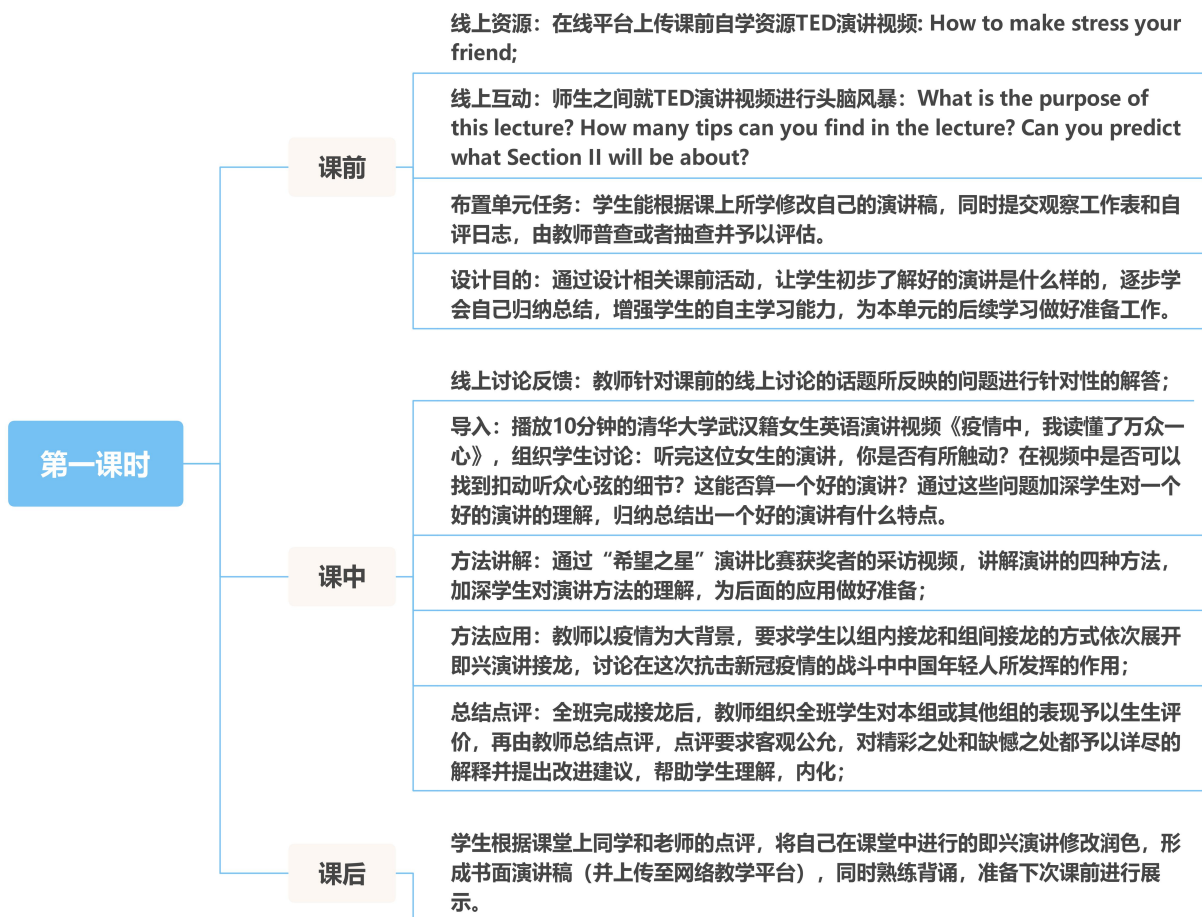 线上资源：在线平台上传课前自学资源TED演讲视频: How to make stress your
friend;
线上互动：师生之间就TED演讲视频进行头脑风暴：What is the purpose of
this lecture? How many tips can you find in the lecture? Can you predict
what Section II will be about?
课前
布置单元任务：学生能根据课上所学修改自己的演讲稿，同时提交观察工作表和自
评日志，由教师普查或者抽查并予以评估。
设计目的：通过设计相关课前活动，让学生初步了解好的演讲是什么样的，逐步学
会自己归纳总结，增强学生的自主学习能力，为本单元的后续学习做好准备工作。
线上讨论反馈：教师针对课前的线上讨论的话题所反映的问题进行针对性的解答；
导入：播放10分钟的清华大学武汉籍女生英语演讲视频《疫情中，我读懂了万众一
心》，组织学生讨论：听完这位女生的演讲，你是否有所触动？在视频中是否可以
找到扣动听众心弦的细节？这能否算一个好的演讲？通过这些问题加深学生对一个
好的演讲的理解，归纳总结出一个好的演讲有什么特点。
第一课时
课中
方法讲解：通过“希望之星”演讲比赛获奖者的采访视频，讲解演讲的四种方法，
加深学生对演讲方法的理解，为后面的应用做好准备；
方法应用：教师以疫情为大背景，要求学生以组内接龙和组间接龙的方式依次展开
即兴演讲接龙，讨论在这次抗击新冠疫情的战斗中中国年轻人所发挥的作用；
总结点评：全班完成接龙后，教师组织全班学生对本组或其他组的表现予以生生评
价，再由教师总结点评，点评要求客观公允，对精彩之处和缺憾之处都予以详尽的
解释并提出改进建议，帮助学生理解，内化；
课后
学生根据课堂上同学和老师的点评，将自己在课堂中进行的即兴演讲修改润色，形
成书面演讲稿（并上传至网络教学平台），同时熟练背诵，准备下次课前进行展
示。